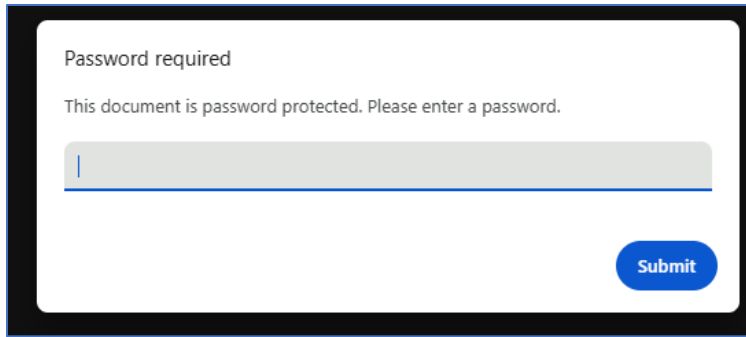 Password required
This document is password protected. Please enter a password.
Submit